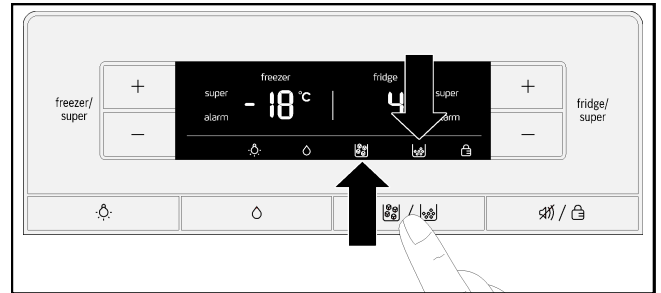 freezer fridge
super super
-18 °C 4
alarm alarm
freezer/
super
+
−
+
−
fridge/
super
/
/